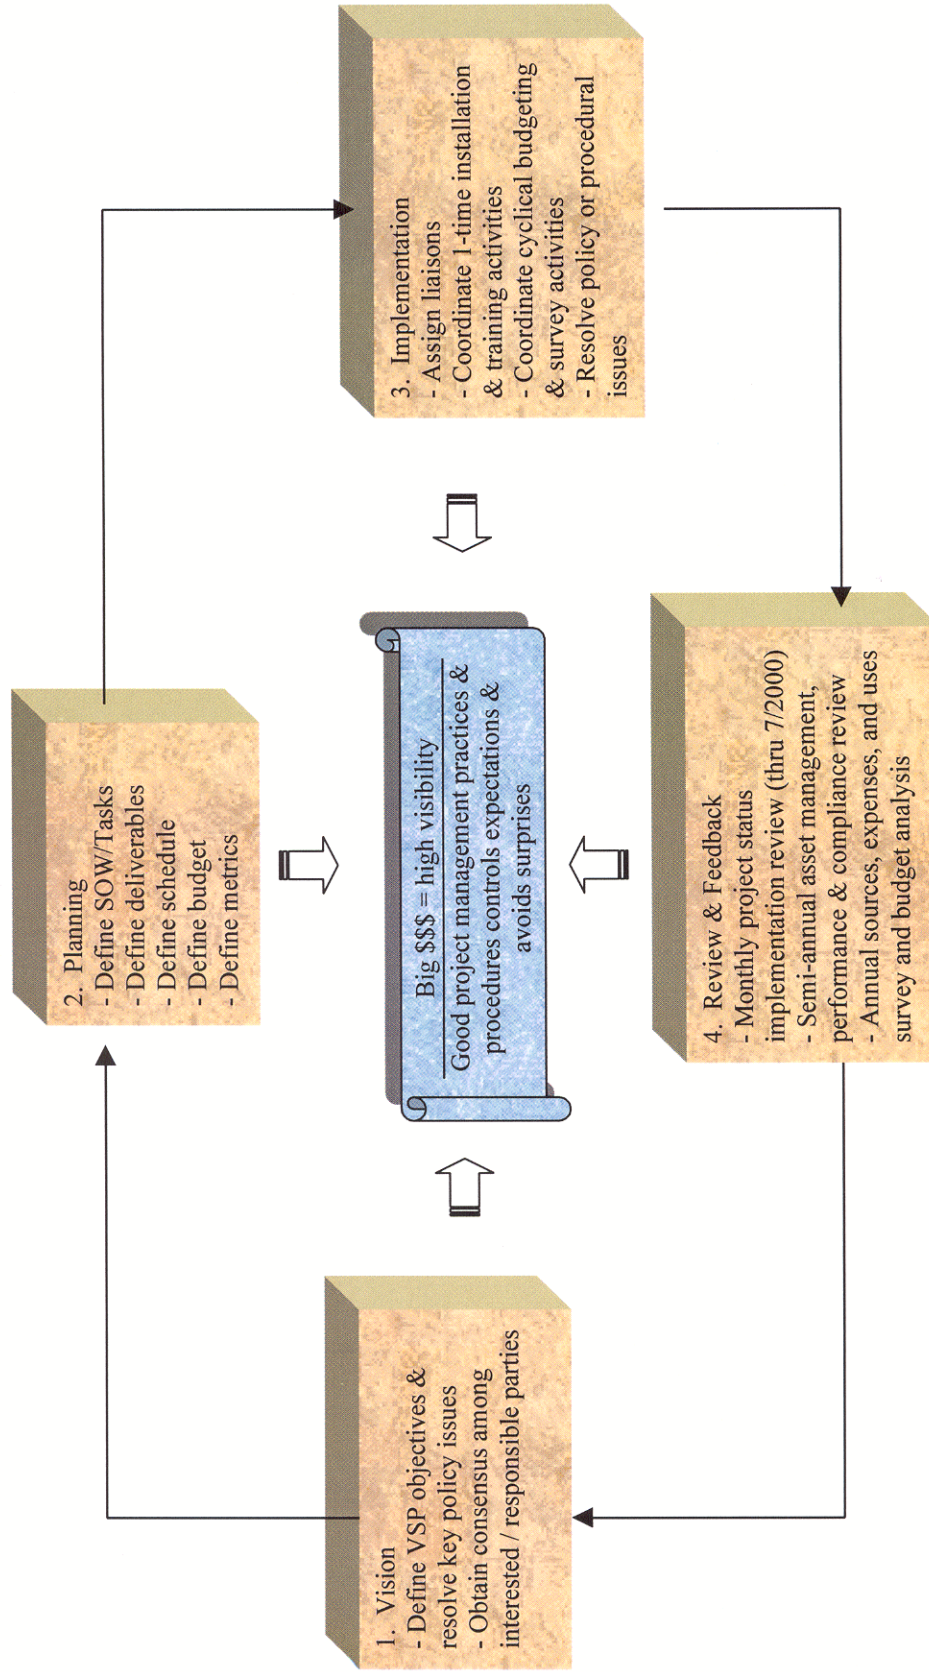 1. Vision
- Define VSP objectives &
resolve key policy issues
- Obtain consensus among
interested / responsible parties
2. Planning
- Define SOW/Tasks
- Define deliverables
- Define schedule
- Define budget
- Define metrics
Big $$$ = high visibility
Good project management practices &
procedures controls expectations &
avoids surprises
3. Implementation
- Assign liaisons
- Coordinate 1-time installation
& training activities
- Coordinate cyclical budgeting
& survey activities
- Resolve policy or procedural
issues
4. Review & Feedback
- Monthly project status
implementation review (thru 7/2000)
- Semi-annual asset management,
performance & compliance review
- Annual sources, expenses, and uses
survey and budget analysis